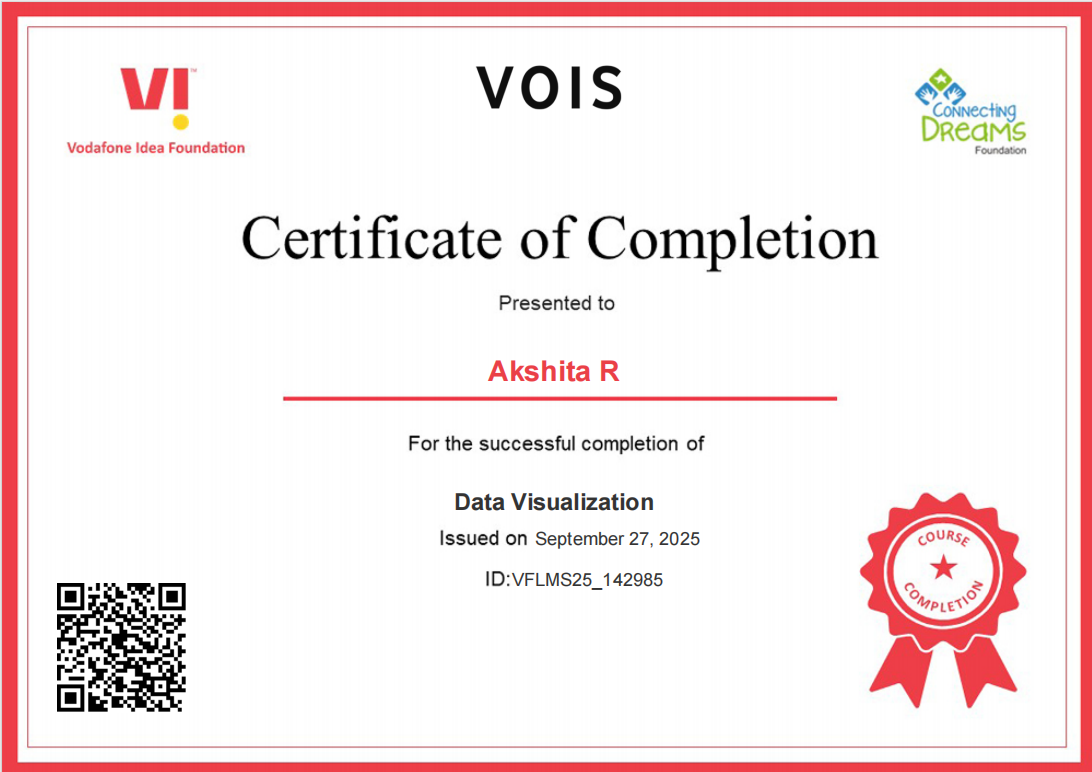 VI™
Vodafone Idea Foundation
VOIS
Connecting
Dreams
Foundation
Certificate of Completion
Presented to
Akshita R
For the successful completion of
Data Visualization
Issued on September 27, 2025
ID:VFLMS25_142985
COURSE
COMPLETION